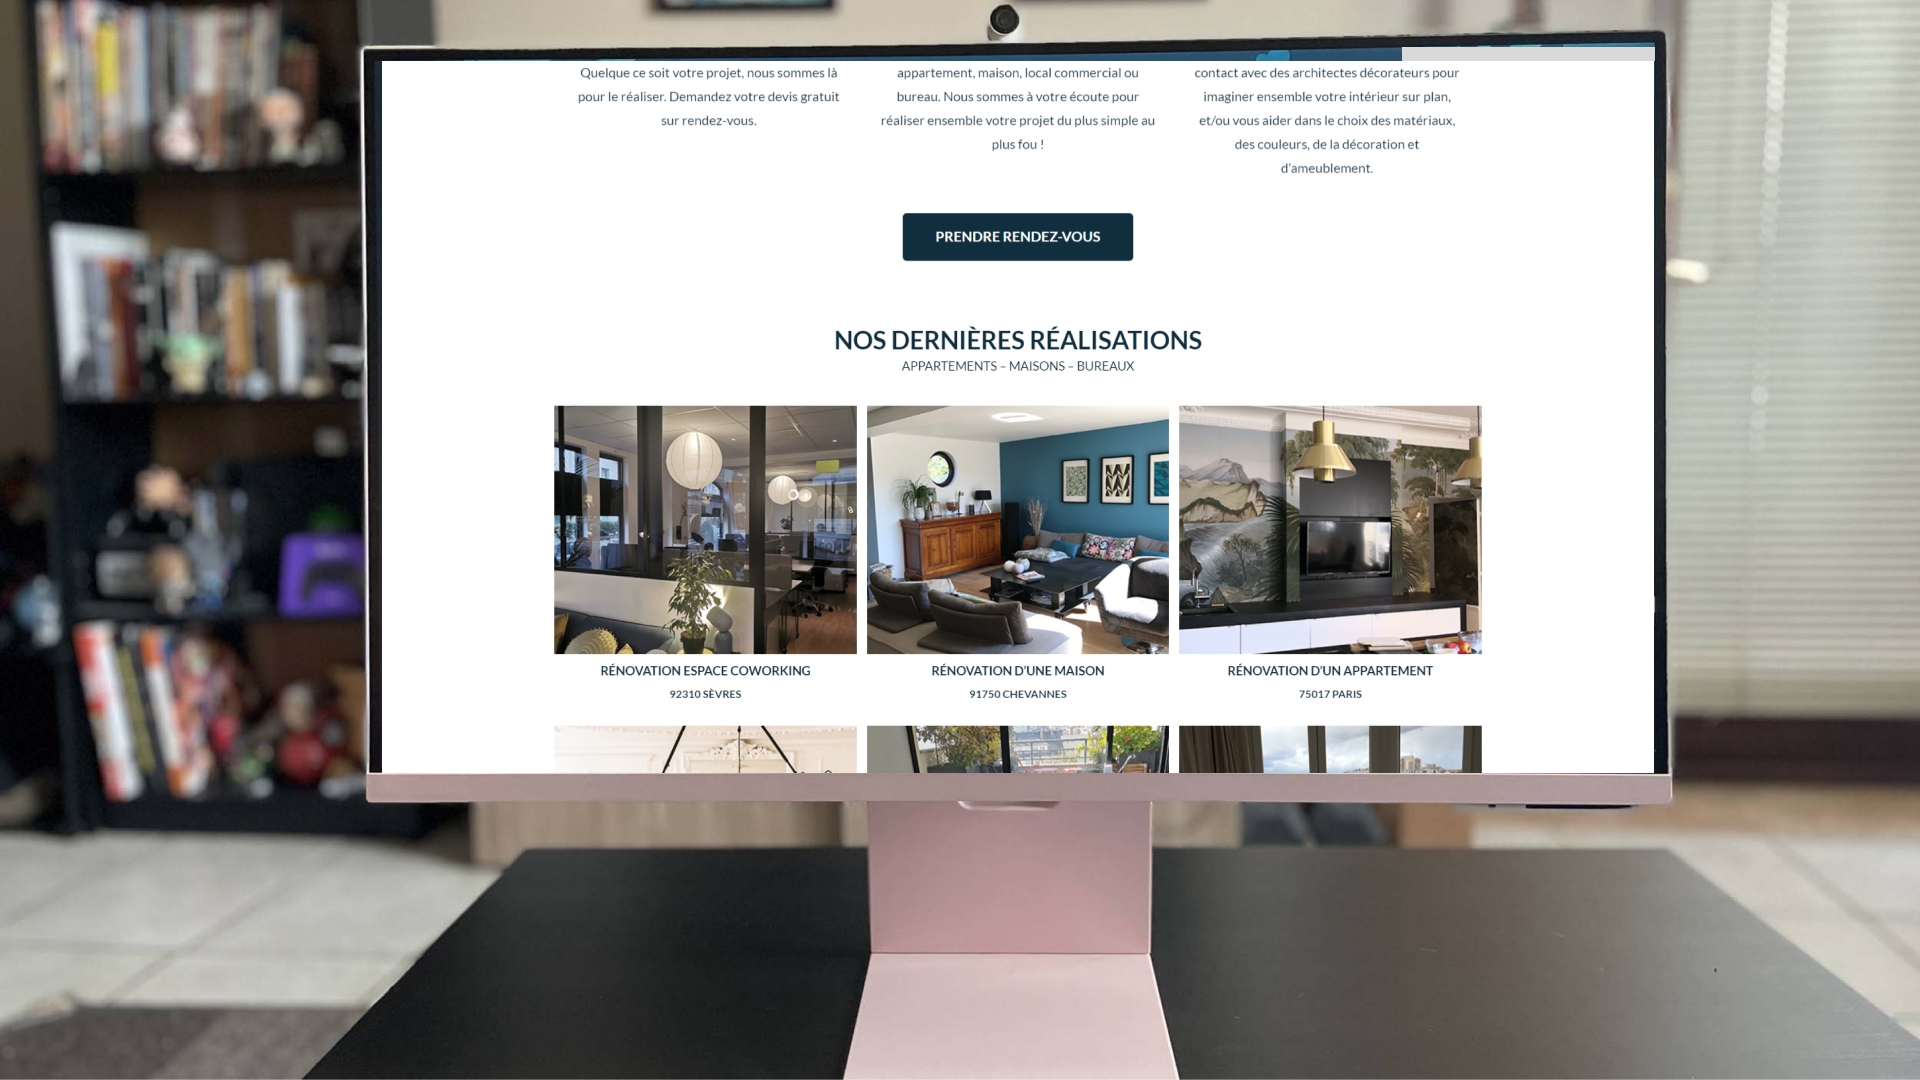 Quelque ce soit votre projet, nous sommes là
pour le réaliser. Demandez votre devis gratuit
sur rendez-vous.
appartement, maison, local commercial ou
bureau. Nous sommes à votre écoute pour
réaliser ensemble votre projet du plus simple au
plus fou !
contact avec des architectes décorateurs pour
imaginer ensemble votre intérieur sur plan,
et/ou vous aider dans le choix des matériaux,
des couleurs, de la décoration et
d’ameublement.
PRENDRE RENDEZ-VOUS
NOS DERNIÈRES RÉALISATIONS
APPARTEMENTS – MAISONS – BUREAUX
RÉNOVATION ESPACE COWORKING
92310 SÈVRES
RÉNOVATION D’UNE MAISON
91750 CHEVANNES
RÉNOVATION D’UN APPARTEMENT
75017 PARIS